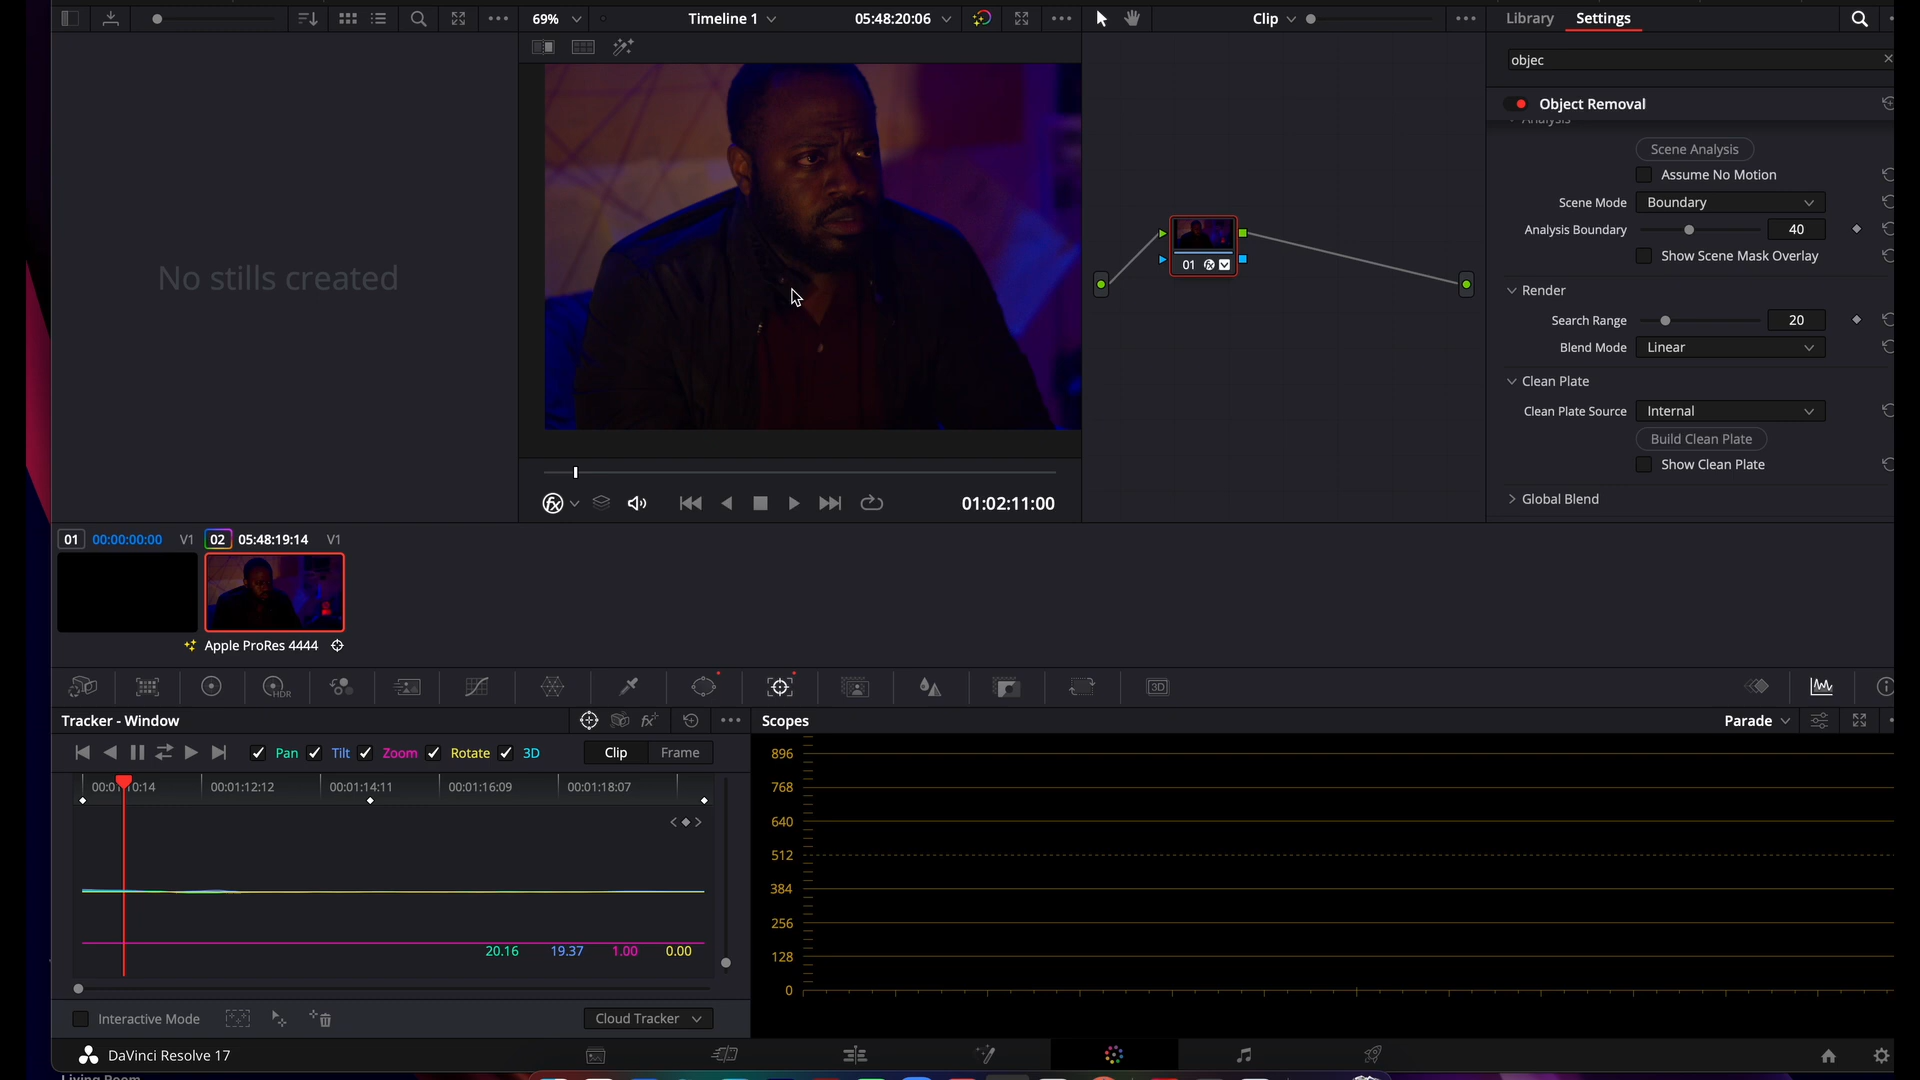 69%
Timeline 1
05:48:20:06
Clip
Library
Settings
objec
Object Removal
Analysis
Scene Analysis
Assume No Motion
Scene Mode
Boundary
Analysis Boundary
40
Show Scene Mask Overlay
Render
Search Range
20
Blend Mode
Linear
Clean Plate
Clean Plate Source
Internal
Build Clean Plate
Show Clean Plate
Global Blend
No stills created
01
01:02:11:00
01 00:00:00:00 V1
02 05:48:19:14 V1
Apple ProRes 4444
HDR
3D
Tracker - Window
Pan
Tilt
Zoom
Rotate
3D
Clip
Frame
00:01:10:14
00:01:12:12
00:01:14:11
00:01:16:09
00:01:18:07
20.16
19.37
1.00
0.00
Interactive Mode
Cloud Tracker
Scopes
Parade
896
768
640
512
384
256
128
0
DaVinci Resolve 17
Living Room